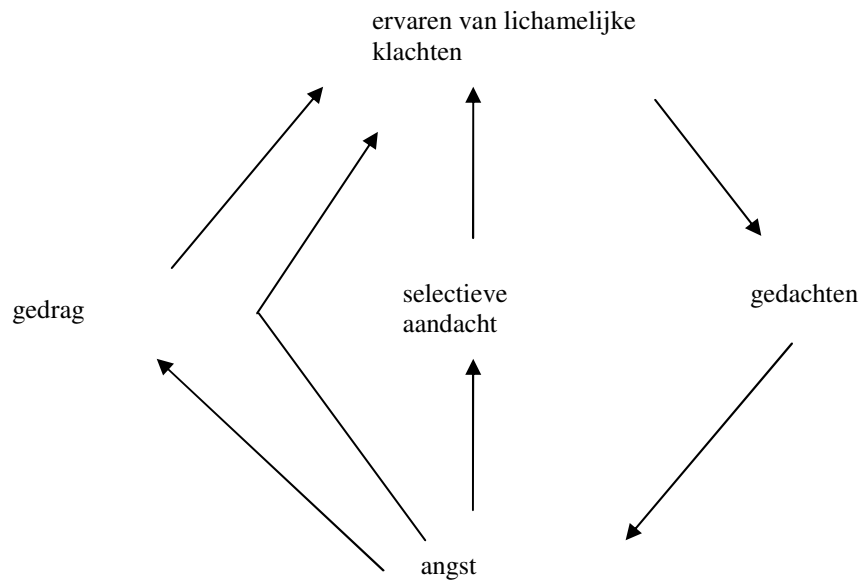 ervaren van lichamelijke
klachten
gedrag
selectieve
aandacht
gedachten
angst